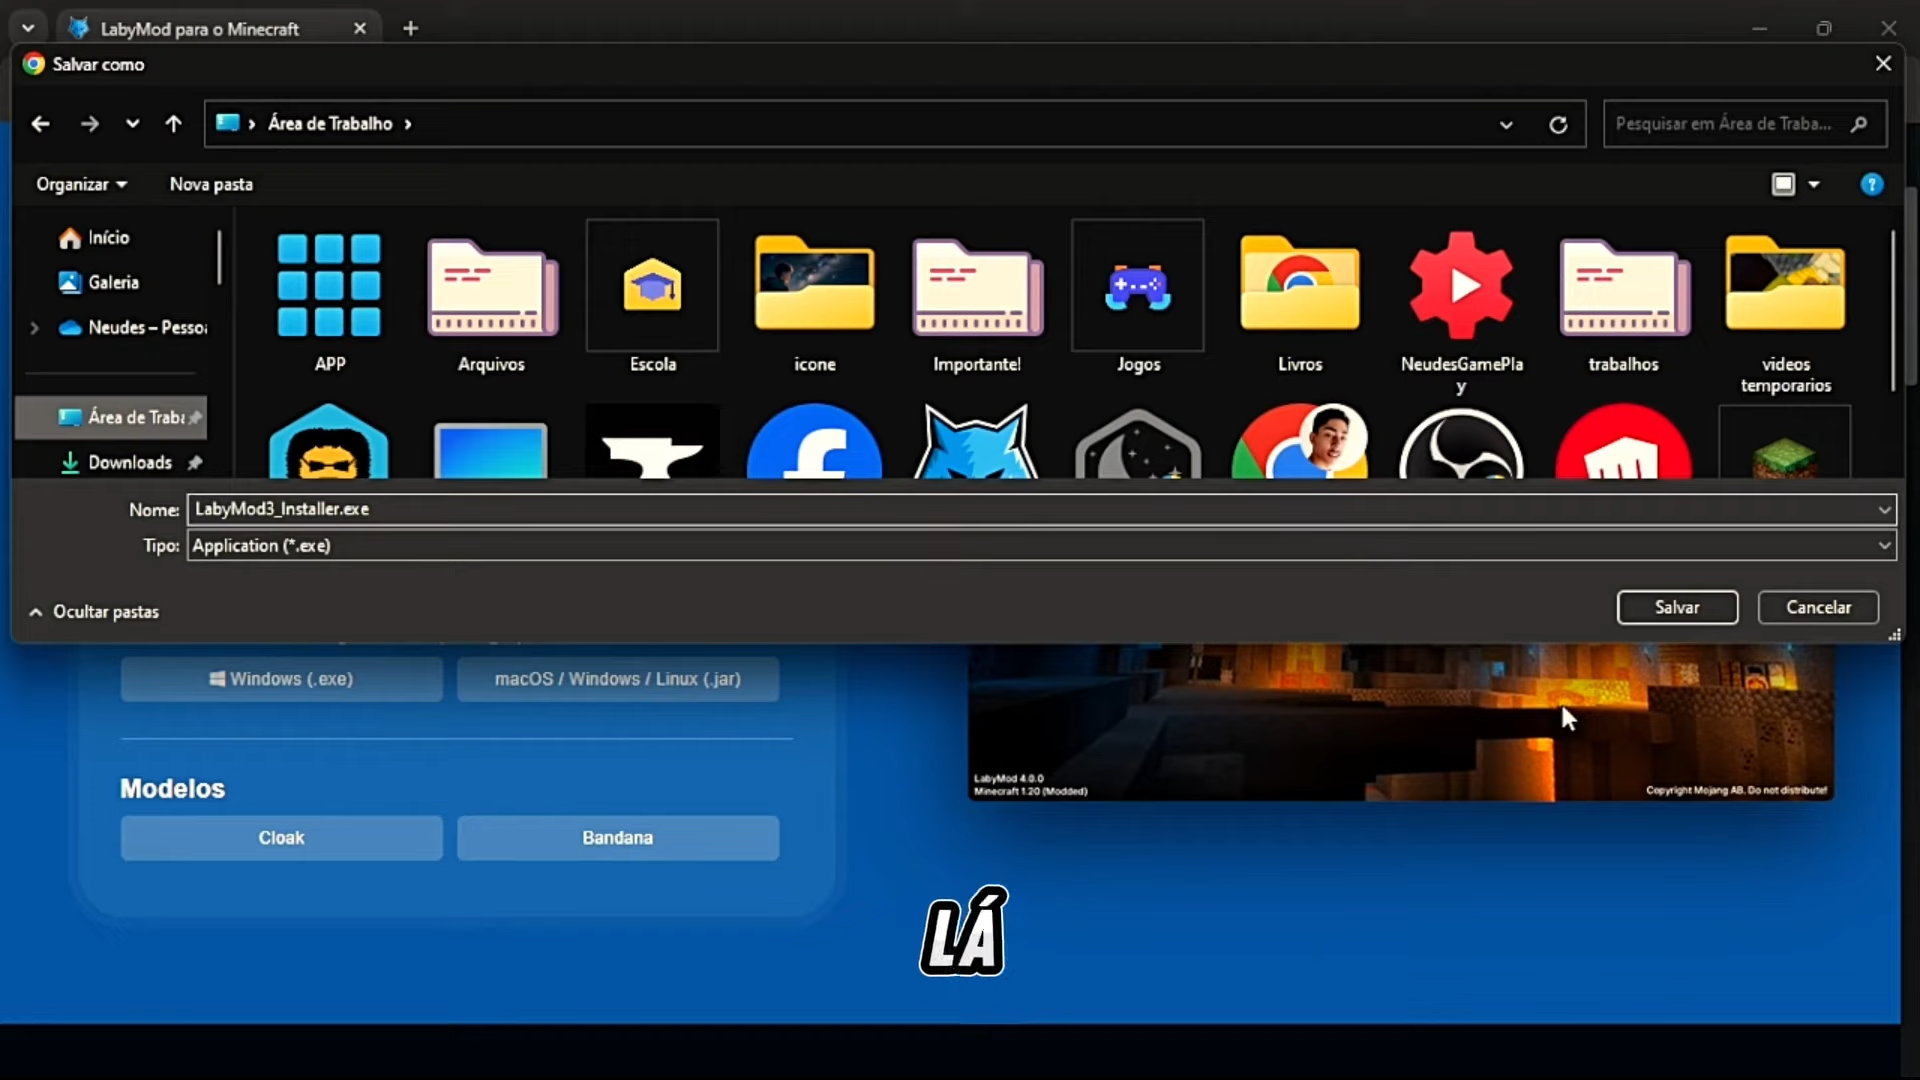 LabyMod para o Minecraft
Salvar como
Área de Trabalho
Pesquisar em Área de Traba...
Organizar
Nova pasta
Início
Galeria
Neudes – Pesso
Área de Traba
Downloads
APP
Arquivos
Escola
icone
Importante!
Jogos
Livros
NeudesGamePla
y
trabalhos
videos
temporarios
Nome: LabyMod3_Installer.exe
Tipo: Application (*.exe)
Ocultar pastas
Salvar
Cancelar
Windows (.exe)
macOS / Windows / Linux (.jar)
Modelos
Cloak
Bandana
LabyMod 4.0.0
Minecraft 1.20 (Modded)
Copyright Mojang AB. Do not distribute!
LÁ